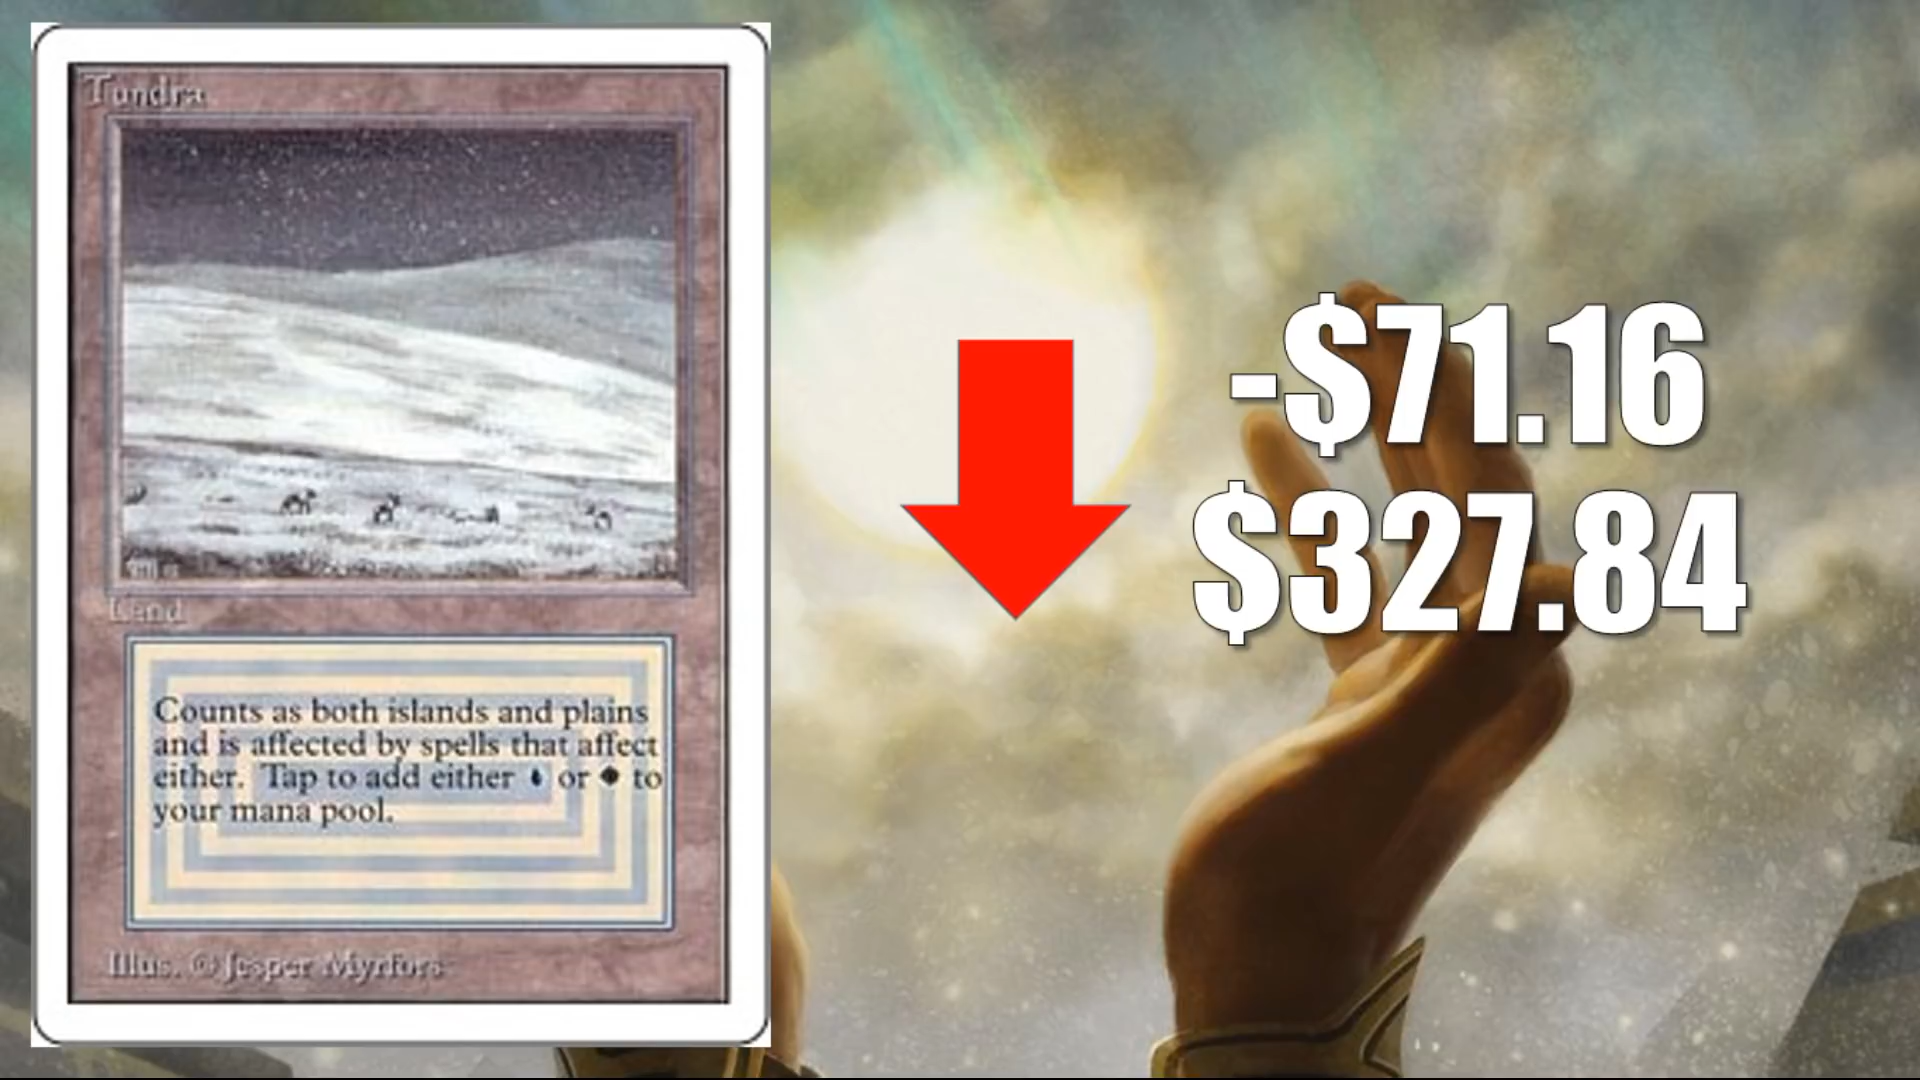 Tundra
Land
Counts as both islands and plains
and is affected by spells that affect
either. Tap to add either or to
your mana pool.
Illus. © Jesper Myrfors
-$71.16
$327.84